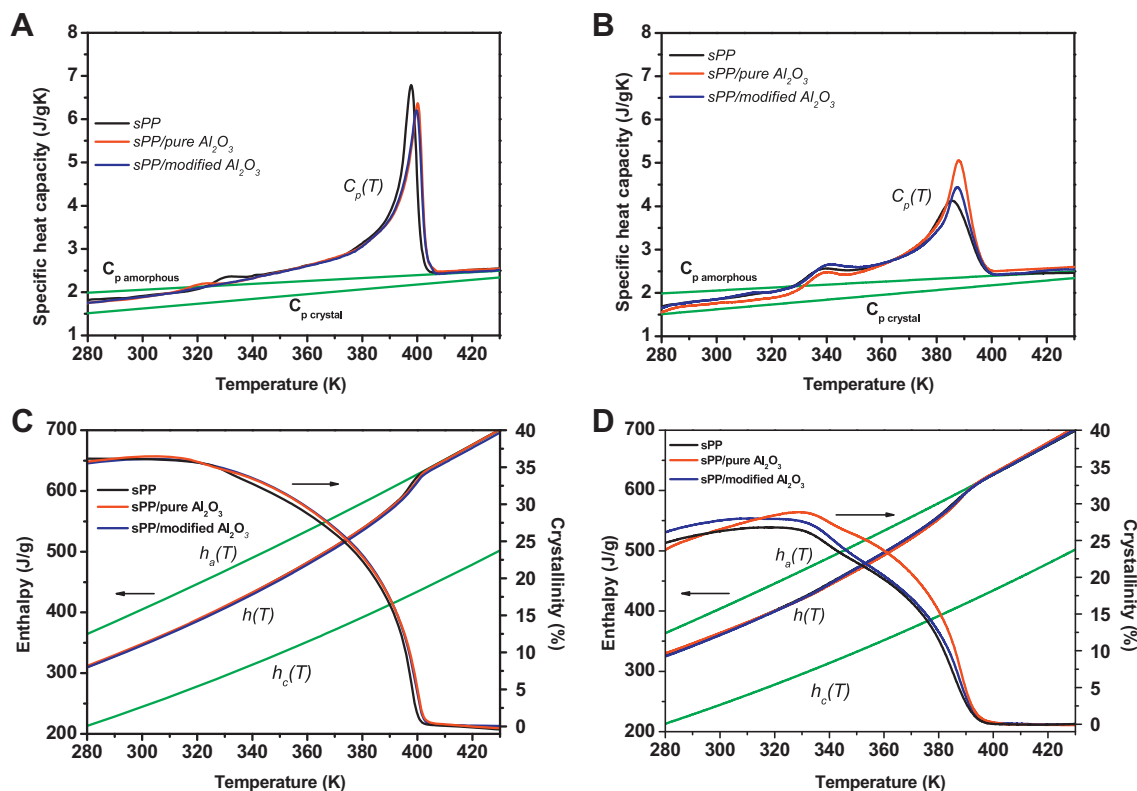 A
Specific heat capacity (J/gK)
8
7
6
5
4
3
2
1
sPP
sPP/pure Al₂O₃
sPP/modified Al₂O₃
Cₚ(T)
Cₚ ₐₘₒᵣₚₕₒᵤₛ
Cₚ crystal
280 300 320 340 360 380 400 420
Temperature (K)
B
Specific heat capacity (J/gK)
8
7
6
5
4
3
2
1
sPP
sPP/pure Al₂O₃
sPP/modified Al₂O₃
Cₚ(T)
Cₚ ₐₘₒᵣₚₕₒᵤₛ
Cₚ crystal
280 300 320 340 360 380 400 420
Temperature (K)
C
Enthalpy (J/g)
700
600
500
400
300
200
sPP
sPP/pure Al₂O₃
sPP/modified Al₂O₃
hₐ(T)
h(T)
h_c(T)
40
35
30
25
20
15
10
5
0
Crystallinity (%)
280 300 320 340 360 380 400 420
Temperature (K)
D
Enthalpy (J/g)
700
600
500
400
300
200
sPP
sPP/pure Al₂O₃
sPP/modified Al₂O₃
hₐ(T)
h(T)
h_c(T)
40
35
30
25
20
15
10
5
0
Crystallinity (%)
280 300 320 340 360 380 400 420
Temperature (K)